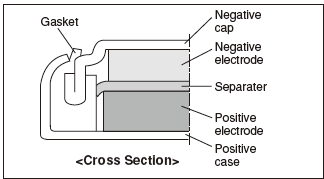 Gasket
Negative
cap
Negative
electrode
Separater
Positive
electrode
Positive
case
<Cross Section>